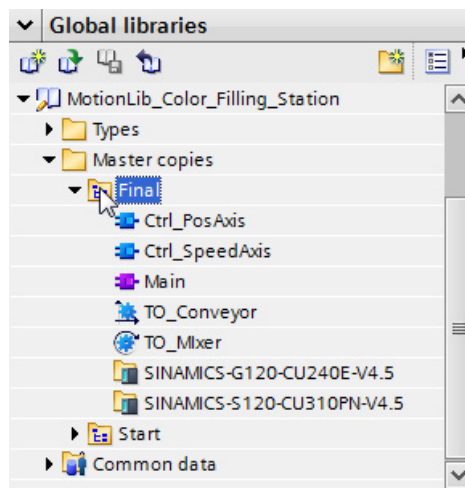 Global libraries
MotionLib_Color_Filling_Station
Types
Master copies
Final
Ctrl_PosAxis
Ctrl_SpeedAxis
Main
TO_Conveyor
TO_MIxer
SINAMICS-G120-CU240E-V4.5
SINAMICS-S120-CU310PN-V4.5
Start
Common data